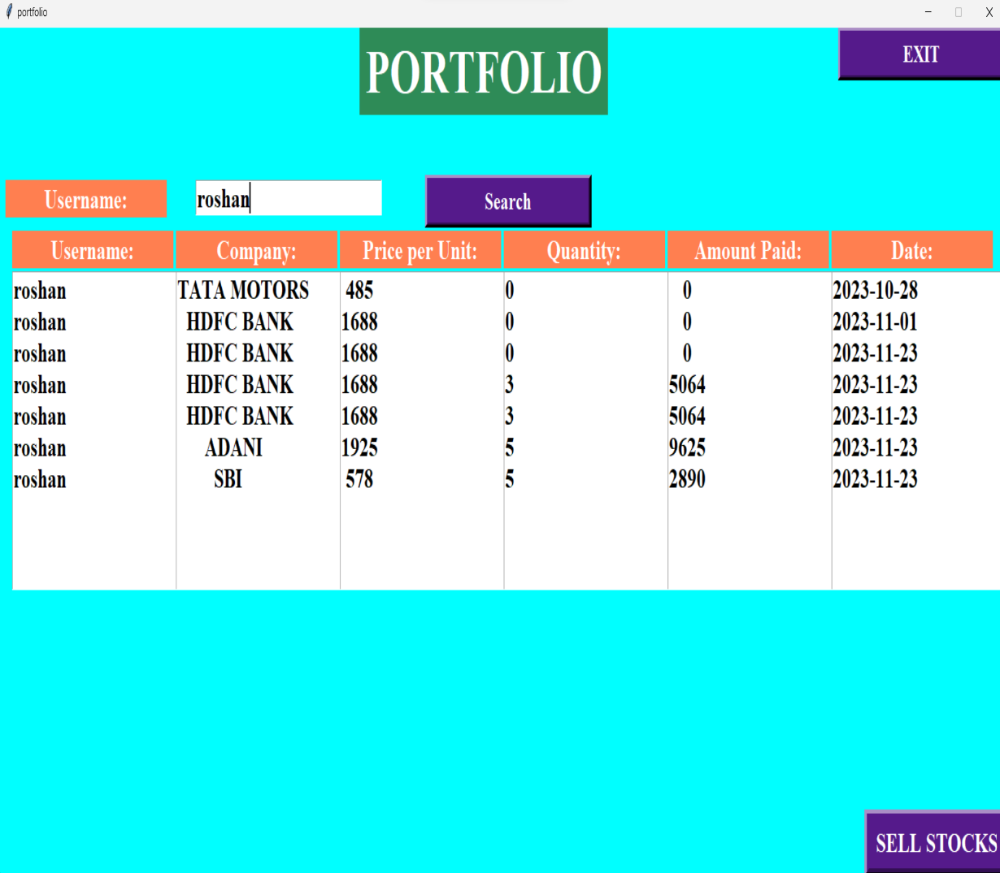 portfolio
PORTFOLIO
EXIT
Username: roshan Search
Username: Company: Price per Unit: Quantity: Amount Paid: Date:
roshan TATA MOTORS 485 0 0 2023-10-28
roshan HDFC BANK 1688 0 0 2023-11-01
roshan HDFC BANK 1688 0 0 2023-11-23
roshan HDFC BANK 1688 3 5064 2023-11-23
roshan HDFC BANK 1688 3 5064 2023-11-23
roshan ADANI 1925 5 9625 2023-11-23
roshan SBI 578 5 2890 2023-11-23
SELL STOCKS